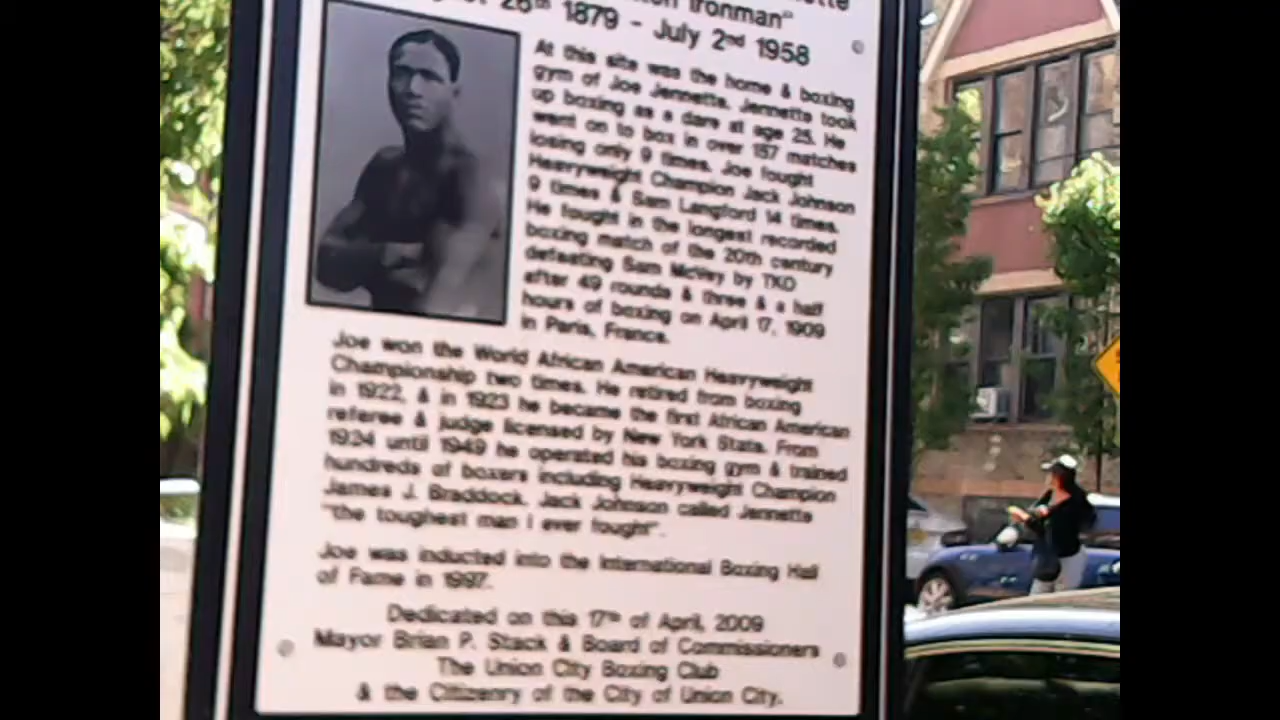 Ironman"
26th 1879 - July 2nd 1958
At this site was the home & boxing
gym of Joe Jennette. Jennette took
up boxing as a dare at age 25. He
went on to box in over 157 matches
losing only 9 times. Joe fought
Heavyweight Champion Jack Johnson
9 times & Sam Langford 14 times.
He fought in the longest recorded
boxing match of the 20th century
defeating Sam McVey by TKO
after 49 rounds & three & a half
hours of boxing on April 17, 1909
in Paris, France.
Joe won the World African American Heavyweight
Championship two times. He retired from boxing
in 1922, & in 1923 he became the first African American
referee & judge licensed by New York State. From
1934 until 1949 he operated his boxing gym & trained
hundreds of boxers including Heavyweight Champion
James J. Braddock. Jack Johnson called Jennette
"the toughest man I ever fought".
Joe was inducted into the International Boxing Hall
of Fame in 1997.
Dedicated on this 17th of April, 2009
Mayor Brian P. Stack & Board of Commissioners
The Union City Boxing Club
& the Citizenry of the City of Union City.